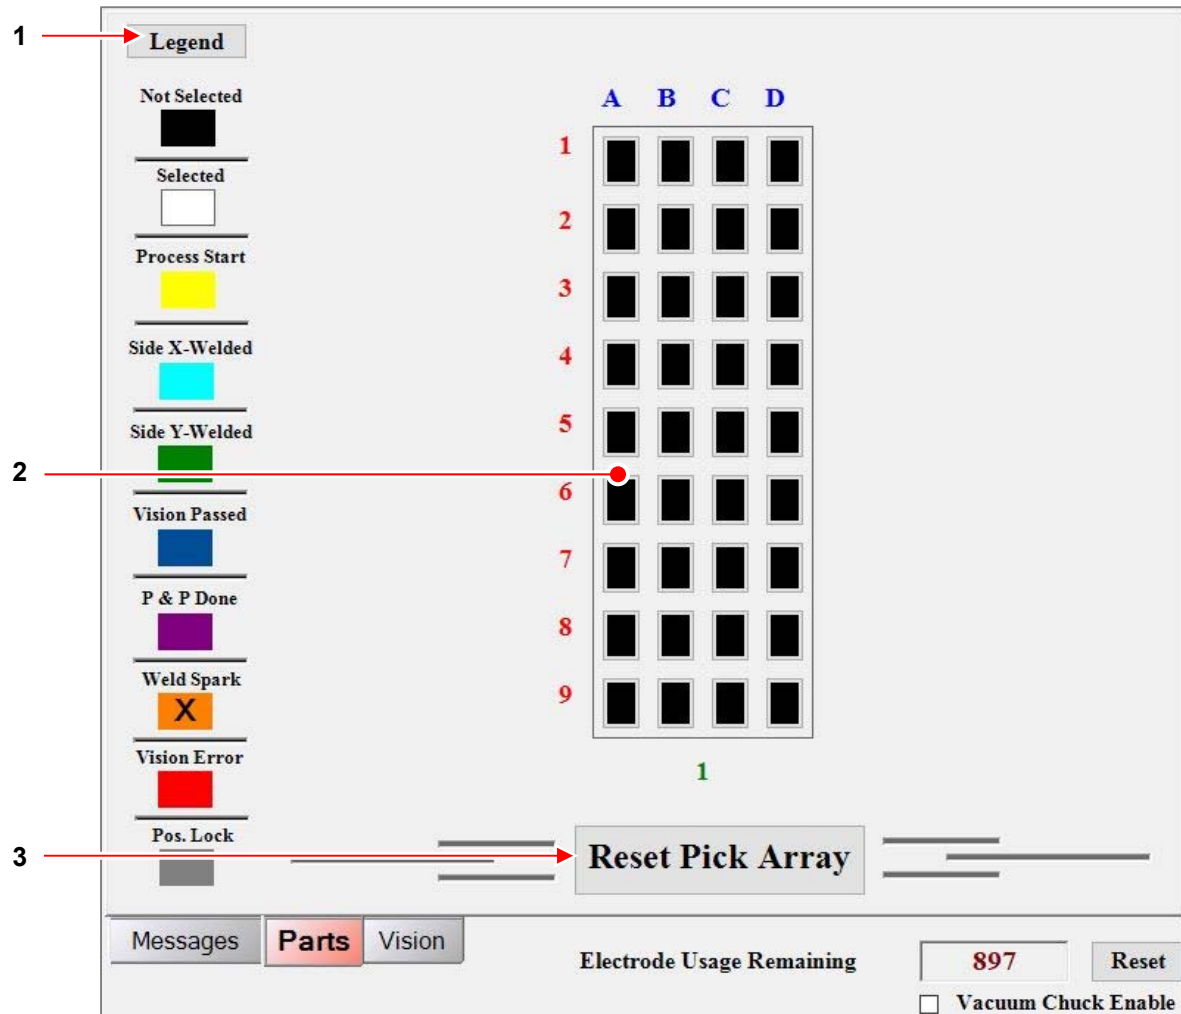 1
Legend
Not Selected
Selected
Process Start
Side X-Welded
Side Y-Welded
2
Vision Passed
P & P Done
Weld Spark
X
Vision Error
Pos. Lock
3
A B C D
1
2
3
4
5
6
7
8
9
1
Reset Pick Array
Messages Parts Vision
Electrode Usage Remaining 897 Reset
Vacuum Chuck Enable